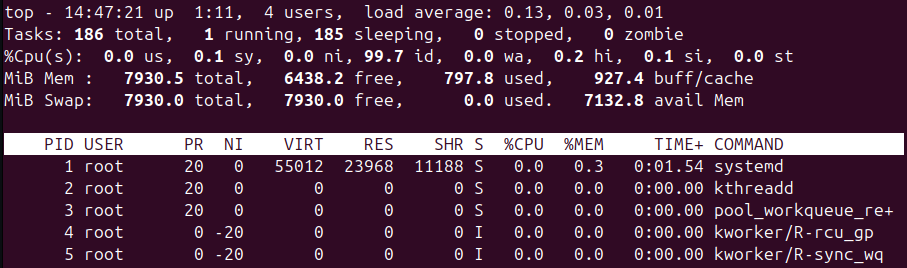 top - 14:47:21 up  1:11,  4 users,  load average: 0.13, 0.03, 0.01
Tasks: 186 total,   1 running, 185 sleeping,   0 stopped,   0 zombie
%Cpu(s):  0.0 us,  0.1 sy,  0.0 ni, 99.7 id,  0.0 wa,  0.2 hi,  0.1 si,  0.0 st
MiB Mem :   7930.5 total,   6438.2 free,    797.8 used,    927.4 buff/cache
MiB Swap:   7930.0 total,   7930.0 free,      0.0 used.   7132.8 avail Mem
    PID USER      PR  NI    VIRT    RES    SHR S  %CPU  %MEM     TIME+ COMMAND
      1 root      20   0   55012  23968  11188 S   0.0   0.3   0:01.54 systemd
      2 root      20   0       0      0      0 S   0.0   0.0   0:00.00 kthreadd
      3 root      20   0       0      0      0 S   0.0   0.0   0:00.00 pool_workqueue_re+
      4 root       0 -20       0      0      0 I   0.0   0.0   0:00.00 kworker/R-rcu_gp
      5 root       0 -20       0      0      0 I   0.0   0.0   0:00.00 kworker/R-sync_wq